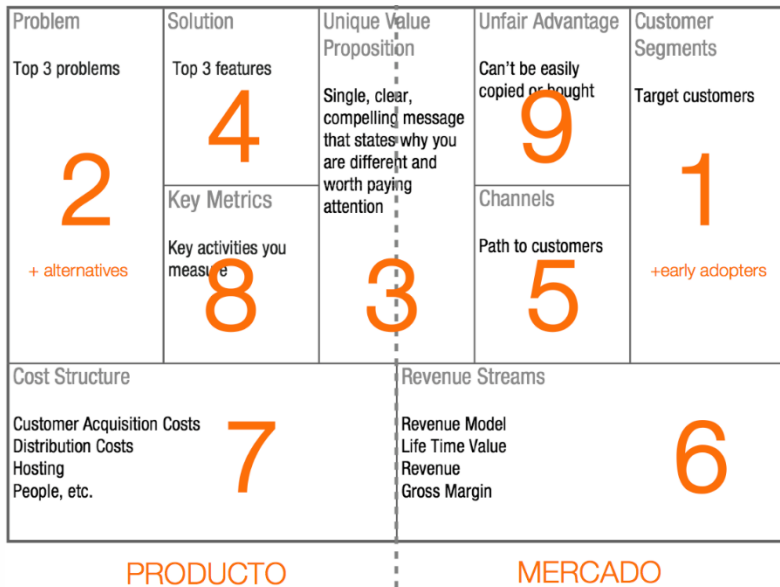 Problem
Top 3 problems
2
+ alternatives
Solution
Top 3 features
4
Key Metrics
Key activities you
measure
8
Unique Value
Proposition
Single, clear,
compelling message
that states why you
are different and
worth paying
attention
3
Unfair Advantage
Can't be easily
copied or bought
9
Channels
Path to customers
5
Customer
Segments
Target customers
1
+early adopters
Cost Structure
Customer Acquisition Costs
Distribution Costs
Hosting
People, etc.
7
Revenue Streams
Revenue Model
Life Time Value
Revenue
Gross Margin
6
PRODUCTO
MERCADO